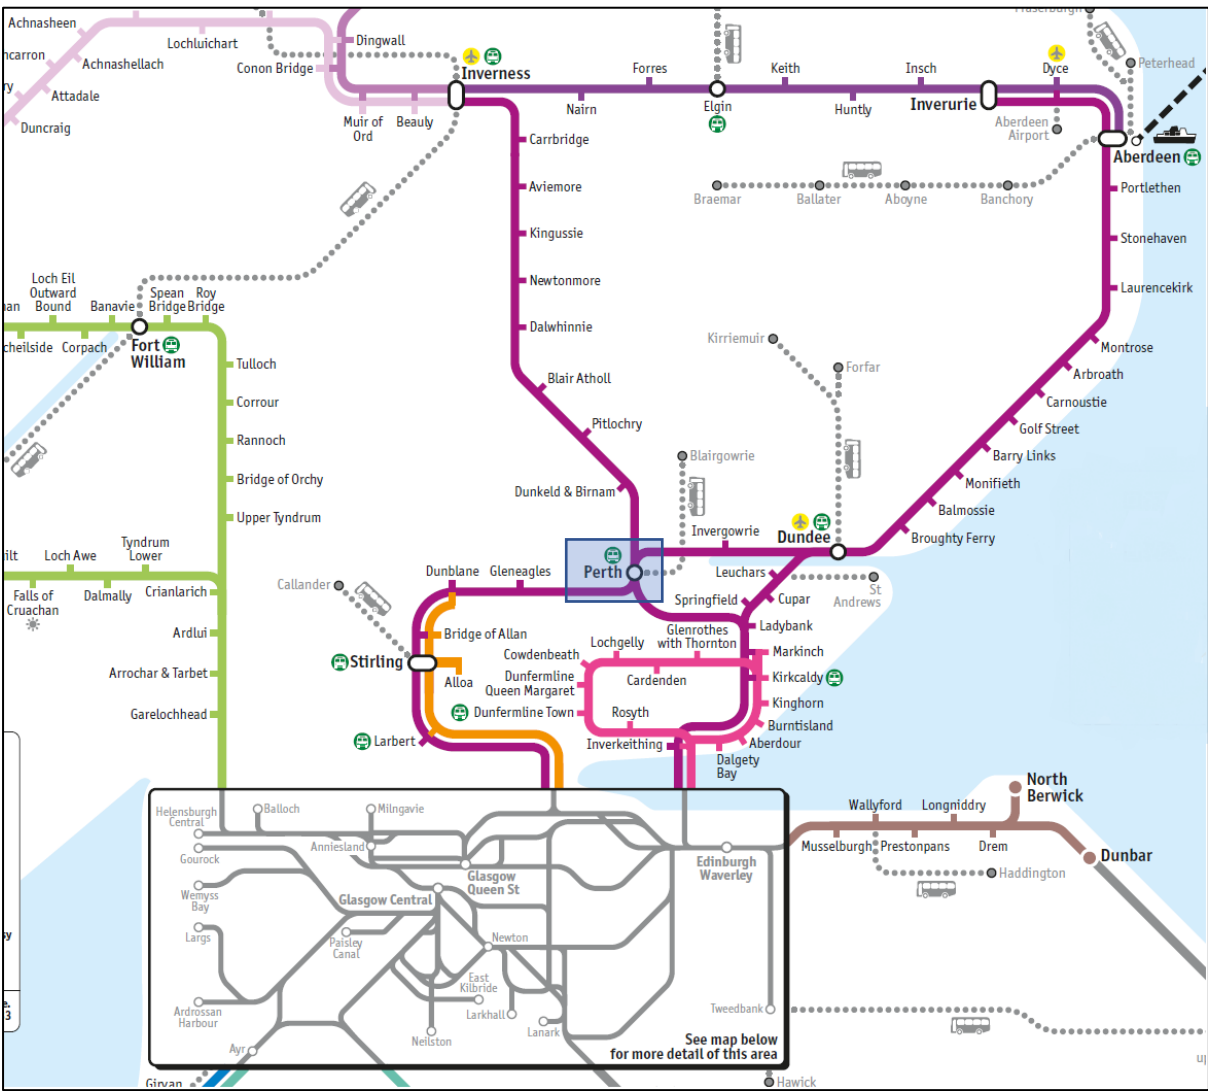 Achnasheen
Lochluichart
Achnashellach
Attadale
Duncraig
Dingwall
Conon Bridge
Muir of
Ord
Beauly
Inverness
Nairn
Forres
Elgin
Keith
Huntly
Insch
Inverurie
Dyce
Aberdeen
Airport
Peterhead
Aberdeen
Braemar
Ballater
Aboyne
Banchory
Portlethen
Stonehaven
Laurencekirk
Montrose
Arbroath
Carnoustie
Golf Street
Barry Links
Monifieth
Balmossie
Broughty Ferry
Carrbridge
Aviemore
Kingussie
Newtonmore
Dalwhinnie
Blair Atholl
Pitlochry
Dunkeld & Birnam
Loch Eil
Outward
Bound
Banavie
Spean
Bridge
Roy
Bridge
Corpach
Fort
William
Tulloch
Corrour
Rannoch
Bridge of Orchy
Upper Tyndrum
Loch Awe
Tyndrum
Lower
Falls of
Cruachan
Dalmally
Crianlarich
Ardlui
Arrochar & Tarbet
Garelochhead
Kirriemuir
Forfar
Blairgowrie
Invergowrie
Dundee
Perth
Leuchars
Springfield
Cupar
St
Andrews
Ladybank
Callander
Dunblane
Gleneagles
Bridge of Allan
Stirling
Alloa
Larbert
Lochgelly
Glenrothes
with Thornton
Cowdenbeath
Cardenden
Dunfermline
Queen Margaret
Dunfermline Town
Rosyth
Inverkeithing
Markinch
Kirkcaldy
Kinghorn
Burntisland
Aberdour
Dalgety
Bay
North
Berwick
Wallyford
Longniddry
Musselburgh
Prestonpans
Drem
Dunbar
Haddington
Helensburgh
Central
Balloch
Milngavie
Gourock
Anniesland
Glasgow
Queen St
Edinburgh
Waverley
Wemyss
Bay
Glasgow Central
Largs
Paisley
Canal
Newton
East
Kilbride
Ardrossan
Harbour
Larkhall
Neilston
Lanark
Tweedbank
Ayr
See map below
for more detail of this area
Girvan
Hawick